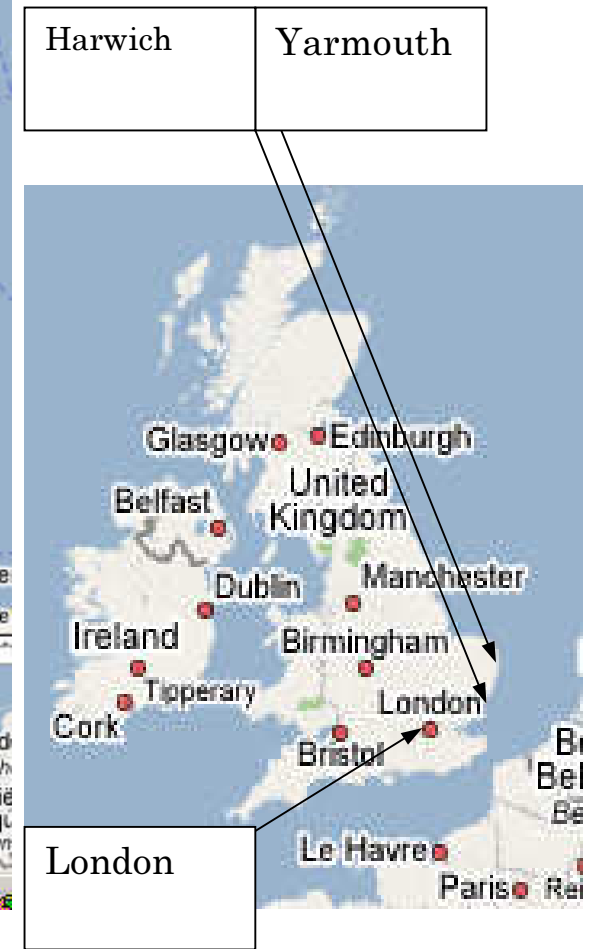 Harwich
Yarmouth
Glasgow
Edinburgh
United
Kingdom
Belfast
Dublin
Manchester
Ireland
Birmingham
Tipperary
London
Cork
Bristol
London
Le Havre
Paris